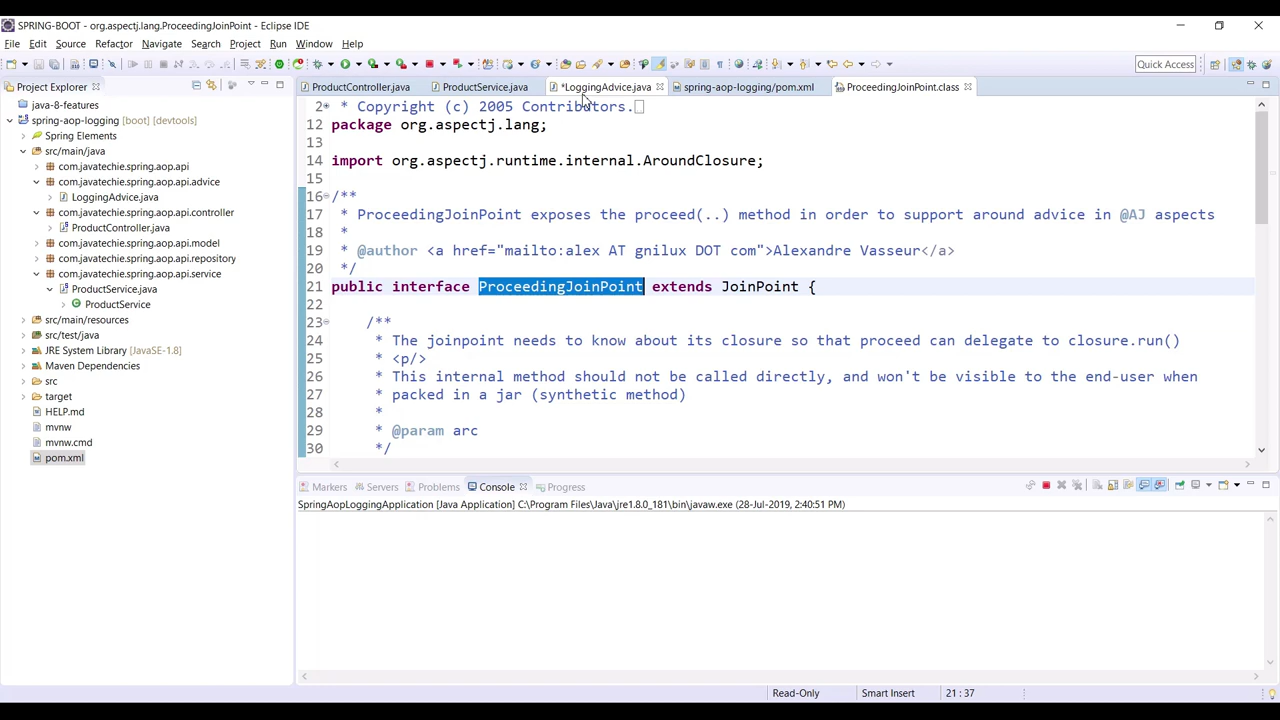 SPRING-BOOT - org.aspectj.lang.ProceedingJoinPoint - Eclipse IDE
File Edit Source Refactor Navigate Search Project Run Window Help
Quick Access
Project Explorer
java-8-features
spring-aop-logging [boot] [devtools]
Spring Elements
src/main/java
com.javatechie.spring.aop.api
com.javatechie.spring.aop.api.advice
LoggingAdvice.java
com.javatechie.spring.aop.api.controller
ProductController.java
com.javatechie.spring.aop.api.model
com.javatechie.spring.aop.api.repository
com.javatechie.spring.aop.api.service
ProductService.java
ProductService
src/main/resources
src/test/java
JRE System Library [JavaSE-1.8]
Maven Dependencies
src
target
HELP.md
mvnw
mvnw.cmd
pom.xml
ProductController.java ProductService.java *LoggingAdvice.java spring-aop-logging/pom.xml ProceedingJoinPoint.class
2 * Copyright (c) 2005 Contributors.
12 package org.aspectj.lang;
13
14 import org.aspectj.runtime.internal.AroundClosure;
15
16 /**
17 * ProceedingJoinPoint exposes the proceed(..) method in order to support around advice in @AJ aspects
18 *
19 * @author <a href="mailto:alex AT gnilux DOT com">Alexandre Vasseur</a>
20 */
21 public interface ProceedingJoinPoint extends JoinPoint {
22
23 /**
24 * The joinpoint needs to know about its closure so that proceed can delegate to closure.run()
25 * <p/>
26 * This internal method should not be called directly, and won't be visible to the end-user when
27 * packed in a jar (synthetic method)
28 *
29 * @param arc
30 */
Markers Servers Problems Console Progress
SpringAopLoggingApplication [Java Application] C:\Program Files\Java\jre1.8.0_181\bin\javaw.exe (28-Jul-2019, 2:40:51 PM)
Read-Only Smart Insert 21 : 37